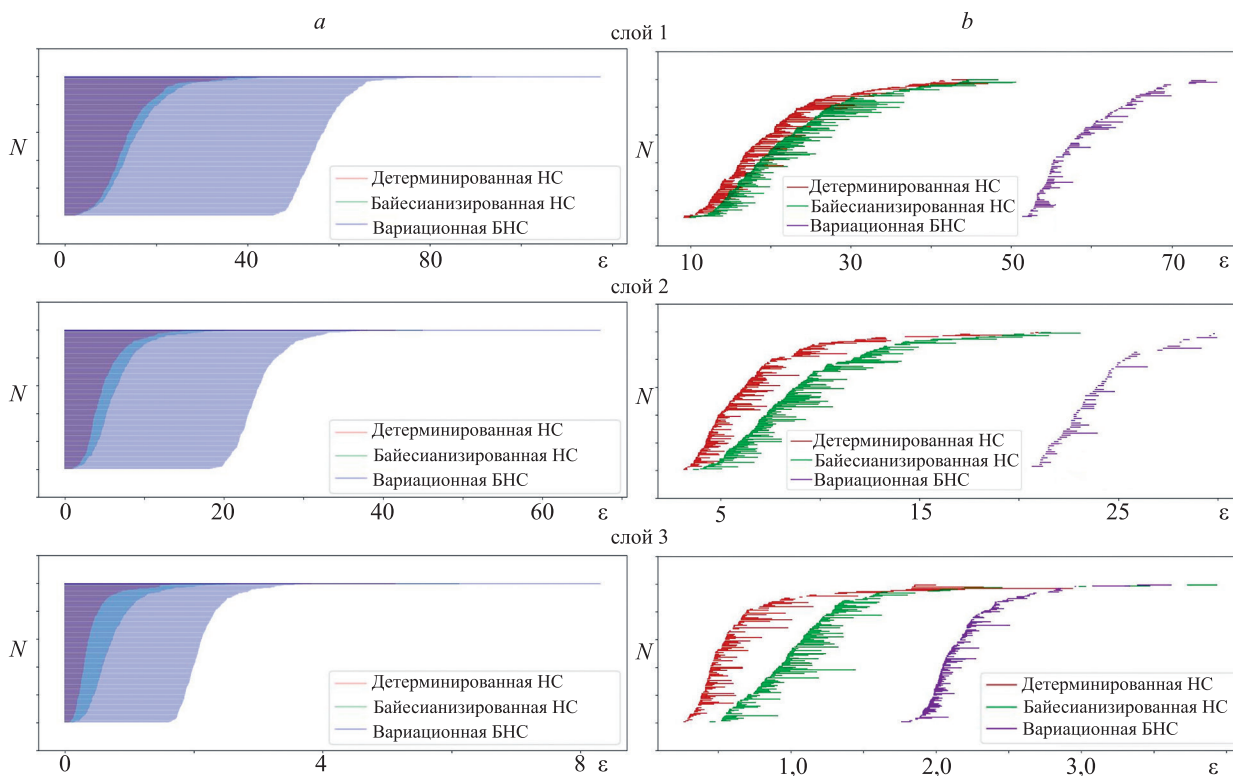 a
b
слой 1
N
Детерминированная НС
Байесианизированная НС
Вариационная БНС
0 40 80 ε
N
Детерминированная НС
Байесианизированная НС
Вариационная БНС
10 30 50 70 ε
слой 2
N
Детерминированная НС
Байесианизированная НС
Вариационная БНС
0 20 40 60 ε
N
Детерминированная НС
Байесианизированная НС
Вариационная БНС
5 15 25 ε
слой 3
N
Детерминированная НС
Байесианизированная НС
Вариационная БНС
0 4 8 ε
N
Детерминированная НС
Байесианизированная НС
Вариационная БНС
1,0 2,0 3,0 ε